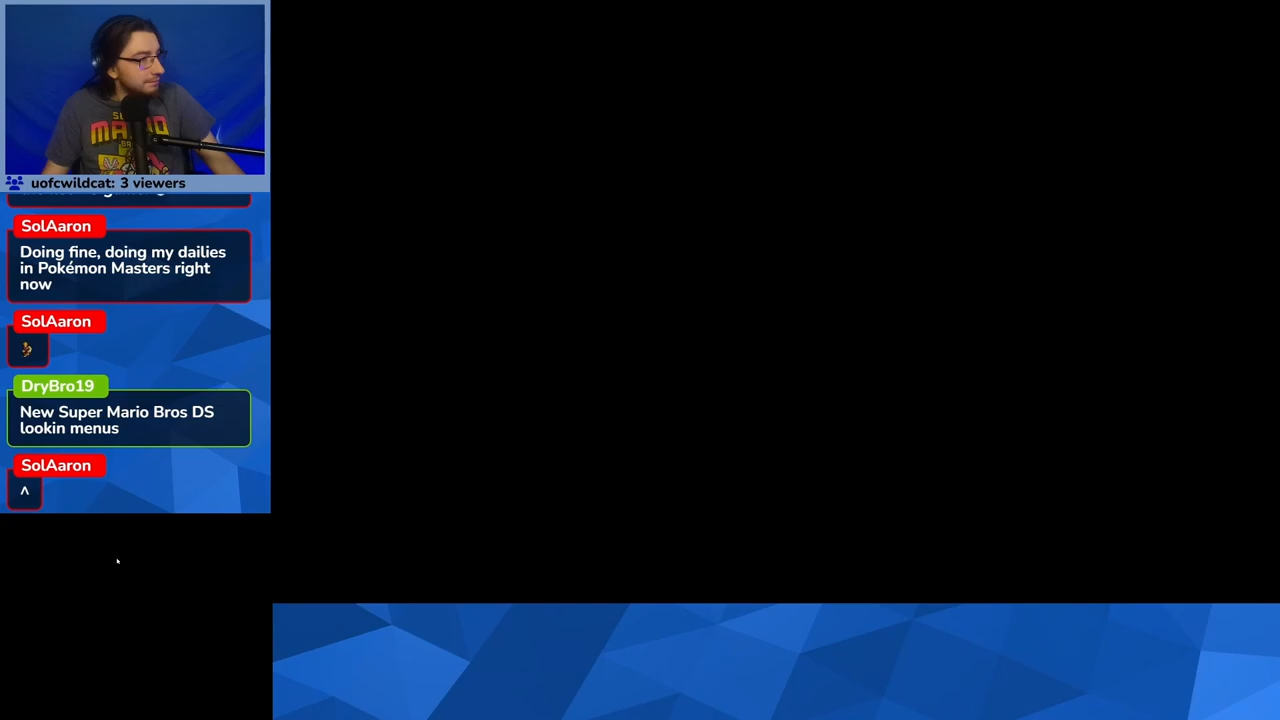 MARIO
uofcwildcat: 3 viewers
SolAaron
Doing fine, doing my dailies
in Pokémon Masters right
now
SolAaron
DryBro19
New Super Mario Bros DS
lookin menus
SolAaron
^